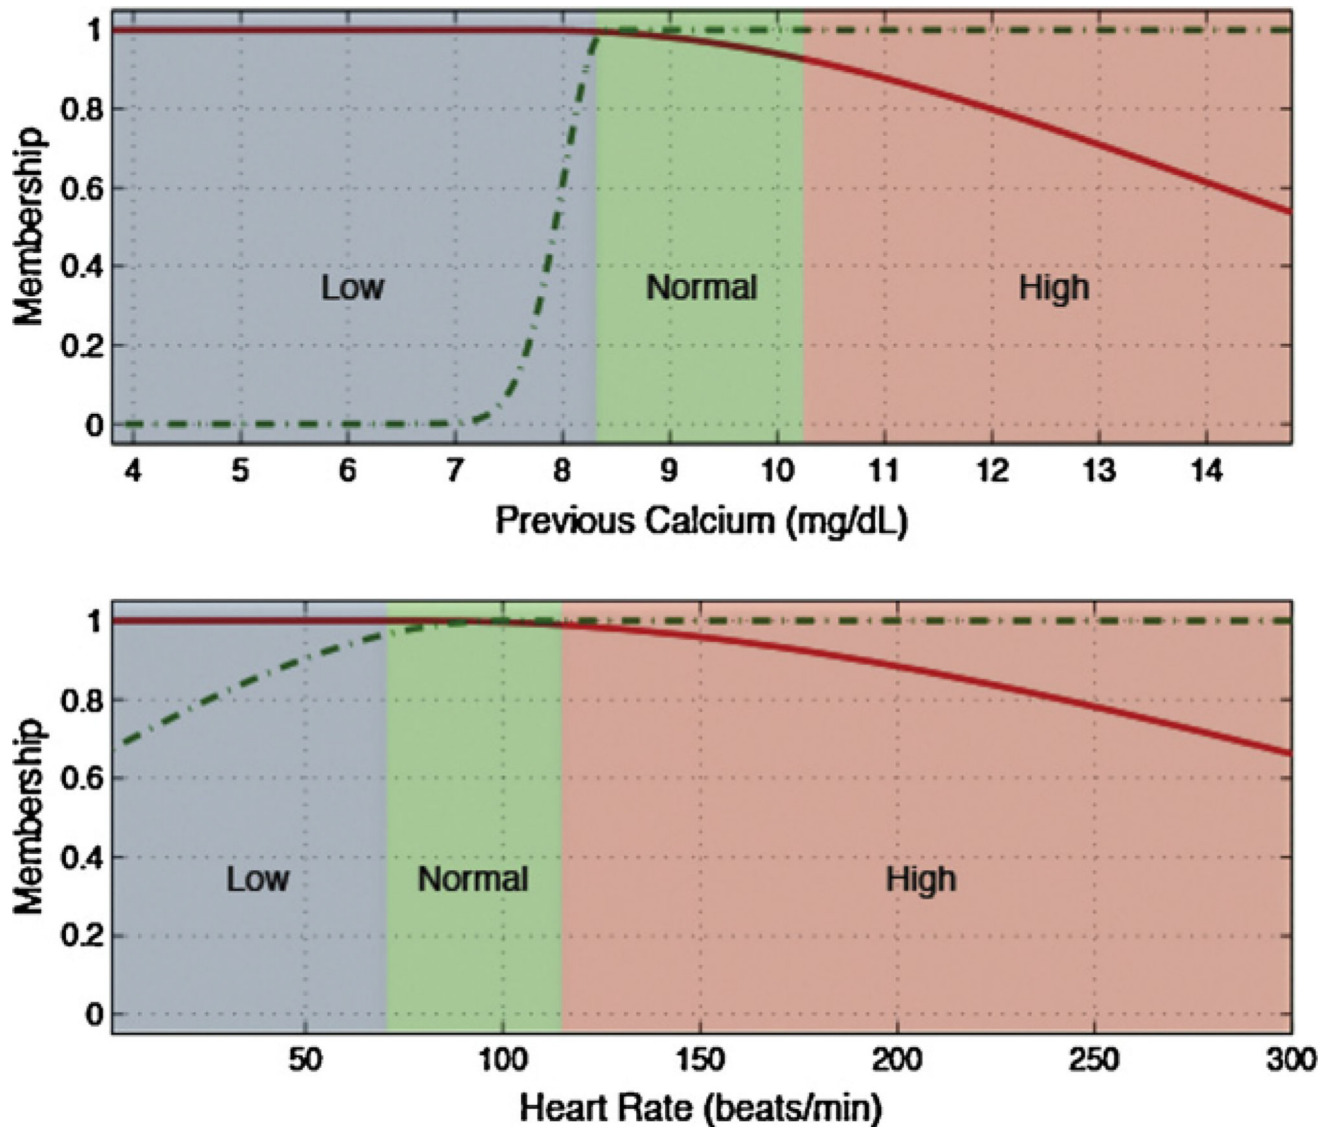 1
0.8
0.6
0.4
0.2
0
Membership
Low
Normal
High
4 5 6 7 8 9 10 11 12 13 14
Previous Calcium (mg/dL)
1
0.8
0.6
0.4
0.2
0
Membership
Low
Normal
High
50 100 150 200 250 300
Heart Rate (beats/min)